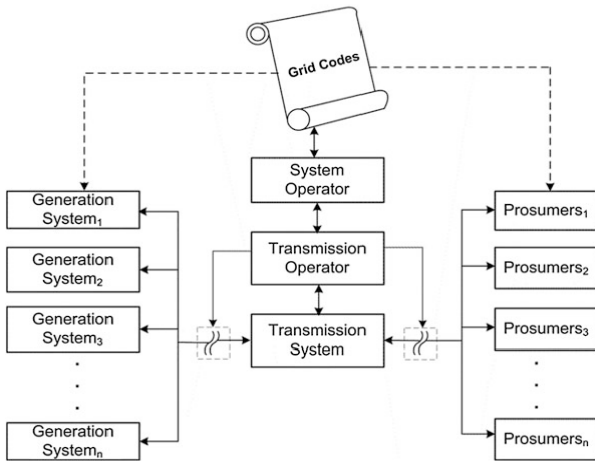 Grid Codes
System
Operator
Transmission
Operator
Transmission
System
Generation
System₁
Generation
System₂
Generation
System₃
Generation
Systemₙ
Prosumers₁
Prosumers₂
Prosumers₃
Prosumersₙ